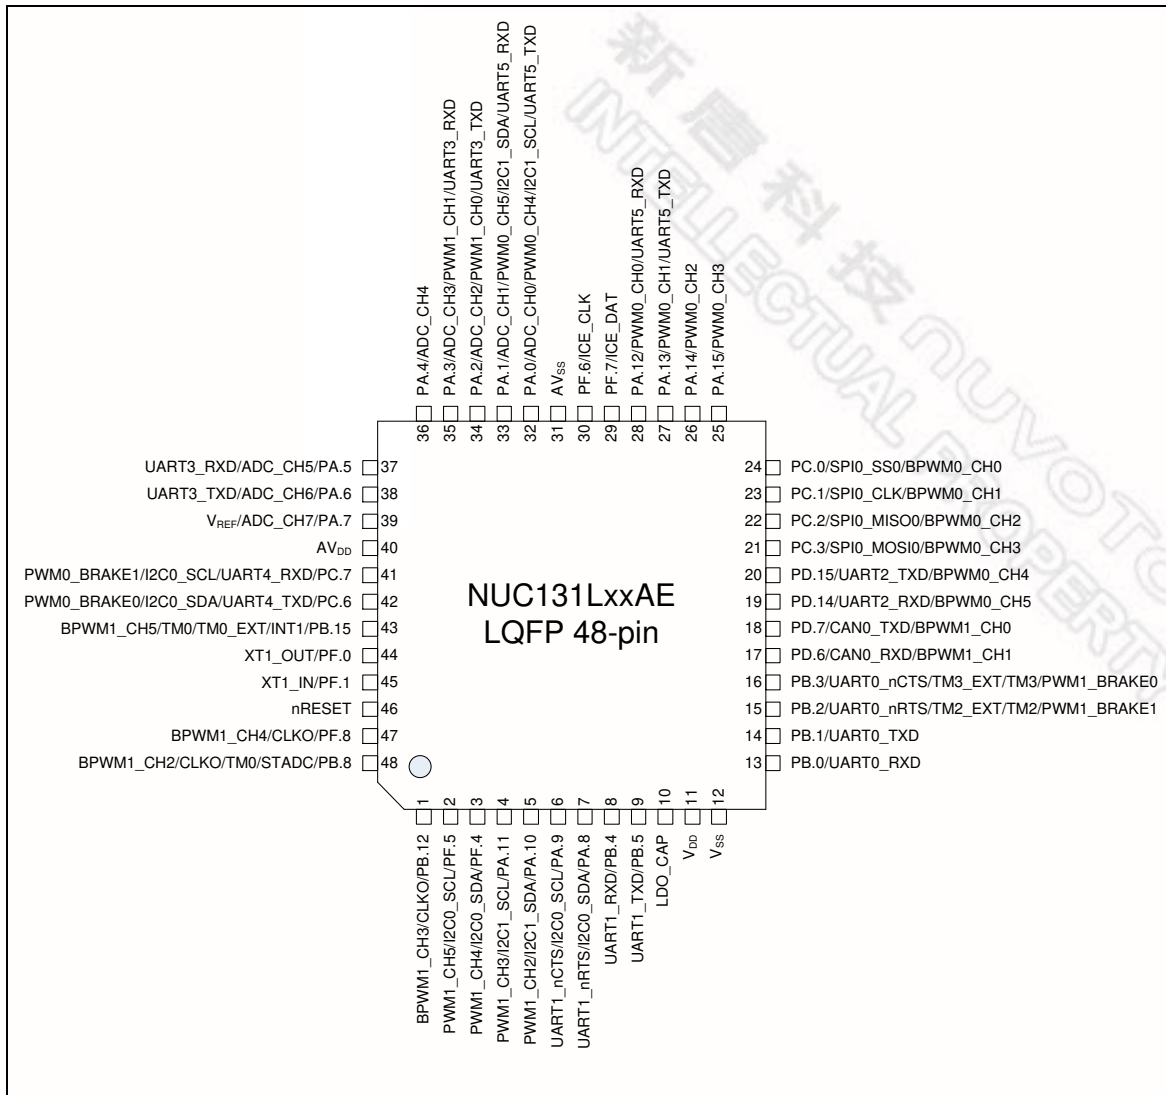 PA.4/ADC_CH4
PA.3/ADC_CH3/PWM1_CH1/UART3_RXD
PA.2/ADC_CH2/PWM1_CH0/UART3_TXD
PA.1/ADC_CH1/PWM0_CH5/I2C1_SDA/UART5_RXD
PA.0/ADC_CH0/PWM0_CH4/I2C1_SCL/UART5_TXD
AVSS
PF.6/ICE_CLK
PF.7/ICE_DAT
PA.12/PWM0_CH0/UART5_RXD
PA.13/PWM0_CH1/UART5_TXD
PA.14/PWM0_CH2
PA.15/PWM0_CH3
36 35 34 33 32 31 30 29 28 27 26 25
UART3_RXD/ADC_CH5/PA.5 37
UART3_TXD/ADC_CH6/PA.6 38
VREF/ADC_CH7/PA.7 39
AVDD 40
PWM0_BRAKE1/I2C0_SCL/UART4_RXD/PC.7 41
PWM0_BRAKE0/I2C0_SDA/UART4_TXD/PC.6 42
BPWM1_CH5/TM0/TM0_EXT/INT1/PB.15 43
XT1_OUT/PF.0 44
XT1_IN/PF.1 45
nRESET 46
BPWM1_CH4/CLKO/PF.8 47
BPWM1_CH2/CLKO/TM0/STADC/PB.8 48
NUC131LxxAE
LQFP 48-pin
24 PC.0/SPI0_SS0/BPWM0_CH0
23 PC.1/SPI0_CLK/BPWM0_CH1
22 PC.2/SPI0_MISO0/BPWM0_CH2
21 PC.3/SPI0_MOSI0/BPWM0_CH3
20 PD.15/UART2_TXD/BPWM0_CH4
19 PD.14/UART2_RXD/BPWM0_CH5
18 PD.7/CAN0_TXD/BPWM1_CH0
17 PD.6/CAN0_RXD/BPWM1_CH1
16 PB.3/UART0_nCTS/TM3_EXT/TM3/PWM1_BRAKE0
15 PB.2/UART0_nRTS/TM2_EXT/TM2/PWM1_BRAKE1
14 PB.1/UART0_TXD
13 PB.0/UART0_RXD
1 2 3 4 5 6 7 8 9 10 11 12
BPWM1_CH3/CLKO/PB.12
PWM1_CH5/I2C0_SCL/PF.5
PWM1_CH4/I2C0_SDA/PF.4
PWM1_CH3/I2C1_SCL/PA.11
PWM1_CH2/I2C1_SDA/PA.10
UART1_nCTS/I2C0_SCL/PA.9
UART1_nRTS/I2C0_SDA/PA.8
UART1_RXD/PB.4
UART1_TXD/PB.5
LDO_CAP
VDD
VSS
新唐科技 nuvoTo
INTELLECTUAL PROPERTY